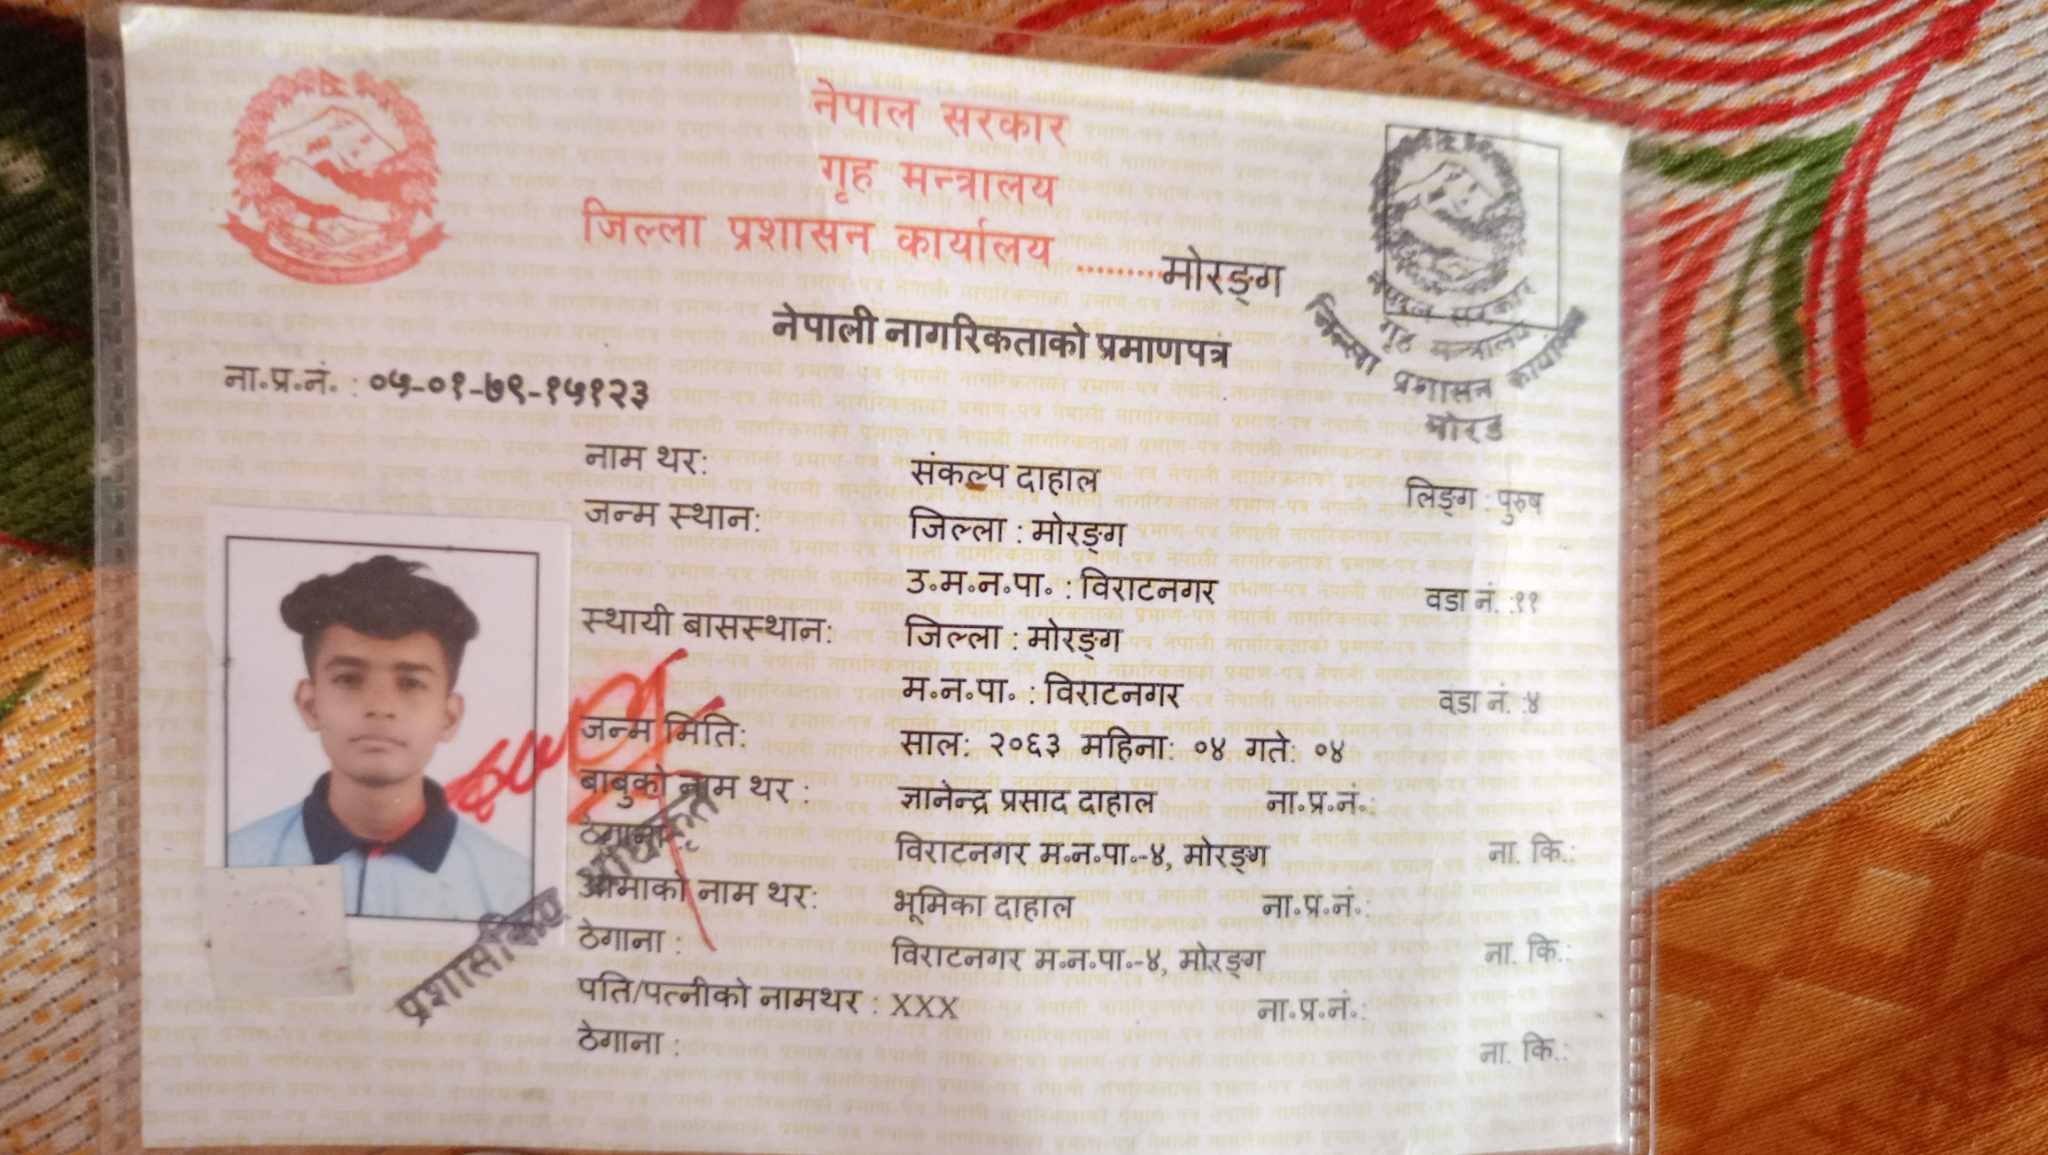 नेपाल सरकार
गृह मन्त्रालय
जिल्ला प्रशासन कार्यालय ......... मोरङ्ग
नेपाली नागरिकताको प्रमाणपत्र
नेपाल सरकार
गृह मन्त्रालय
जिल्ला प्रशासन कार्यालय
मोरङ
ना.प्र.नं. : ०५-०१-७९-१५१२३
नाम थर: संकल्प दाहाल लिङ्ग : पुरुष
जन्म स्थान: जिल्ला : मोरङ्ग
उ.म.न.पा. : विराटनगर वडा नं. :११
स्थायी बासस्थान: जिल्ला : मोरङ्ग
म.न.पा. : विराटनगर वडा नं. :४
जन्म मिति: साल: २०६३ महिना: ०४ गते: ०४
बाबुको नाम थर : ज्ञानेन्द्र प्रसाद दाहाल ना.प्र.नं.:
ठेगाना: विराटनगर म.न.पा.-४, मोरङ्ग ना. कि.:
आमाको नाम थर: भूमिका दाहाल ना.प्र.नं.:
ठेगाना : विराटनगर म.न.पा.-४, मोरङ्ग ना. कि.:
पति/पत्नीको नामथर : XXX ना.प्र.नं.:
ठेगाना : ना. कि.:
प्रशासकिय अधिकृत